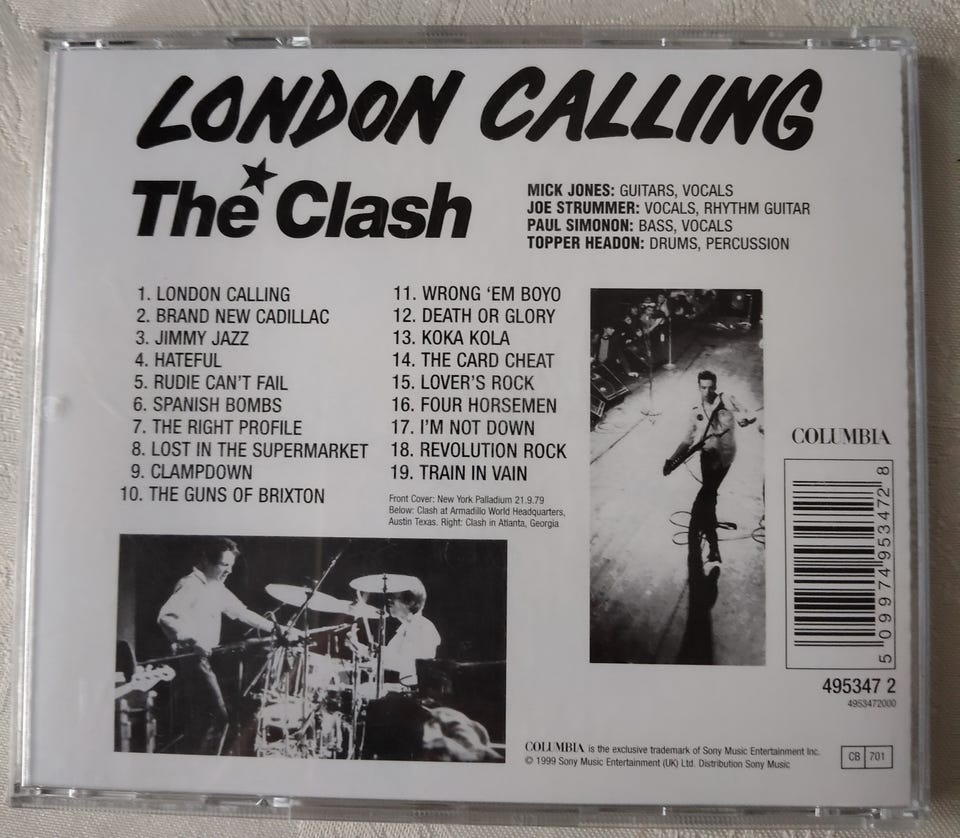 LONDON CALLING
The Clash
MICK JONES: GUITARS, VOCALS
JOE STRUMMER: VOCALS, RHYTHM GUITAR
PAUL SIMONON: BASS, VOCALS
TOPPER HEADON: DRUMS, PERCUSSION
1. LONDON CALLING
2. BRAND NEW CADILLAC
3. JIMMY JAZZ
4. HATEFUL
5. RUDIE CAN'T FAIL
6. SPANISH BOMBS
7. THE RIGHT PROFILE
8. LOST IN THE SUPERMARKET
9. CLAMPDOWN
10. THE GUNS OF BRIXTON
11. WRONG ‘EM BOYO
12. DEATH OR GLORY
13. KOKA KOLA
14. THE CARD CHEAT
15. LOVER'S ROCK
16. FOUR HORSEMEN
17. I'M NOT DOWN
18. REVOLUTION ROCK
19. TRAIN IN VAIN
Front Cover: New York Palladium 21.9.79
Below: Clash at Armadillo World Headquarters,
Austin Texas. Right: Clash in Atlanta, Georgia
COLUMBIA
5 099749 534728
495347 2
4953472000
COLUMBIA is the exclusive trademark of Sony Music Entertainment Inc.
© 1999 Sony Music Entertainment (UK) Ltd. Distribution Sony Music
CB 701